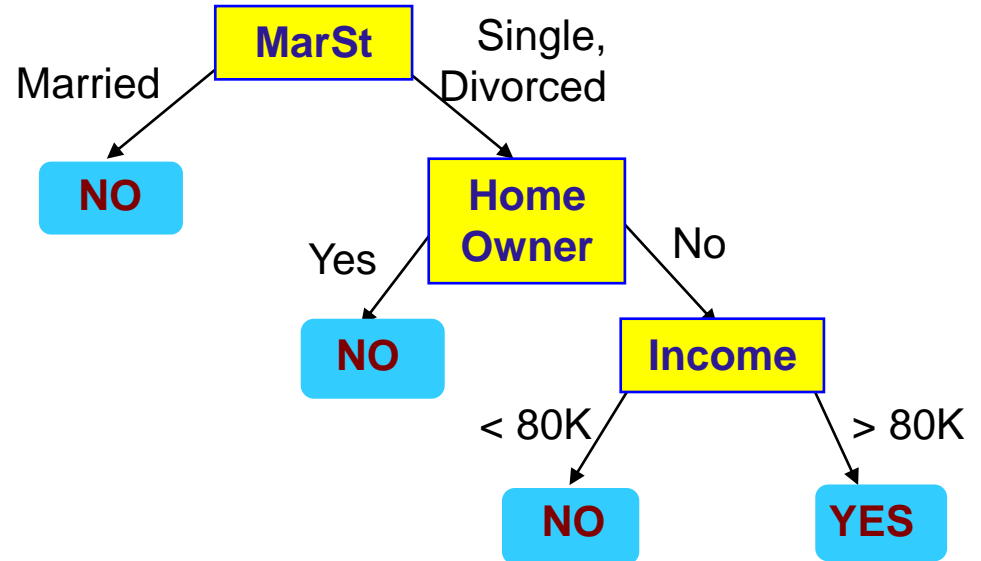 MarSt
Single,
Divorced
Married
NO
Home
Owner
Yes
No
NO
Income
< 80K
> 80K
NO
YES